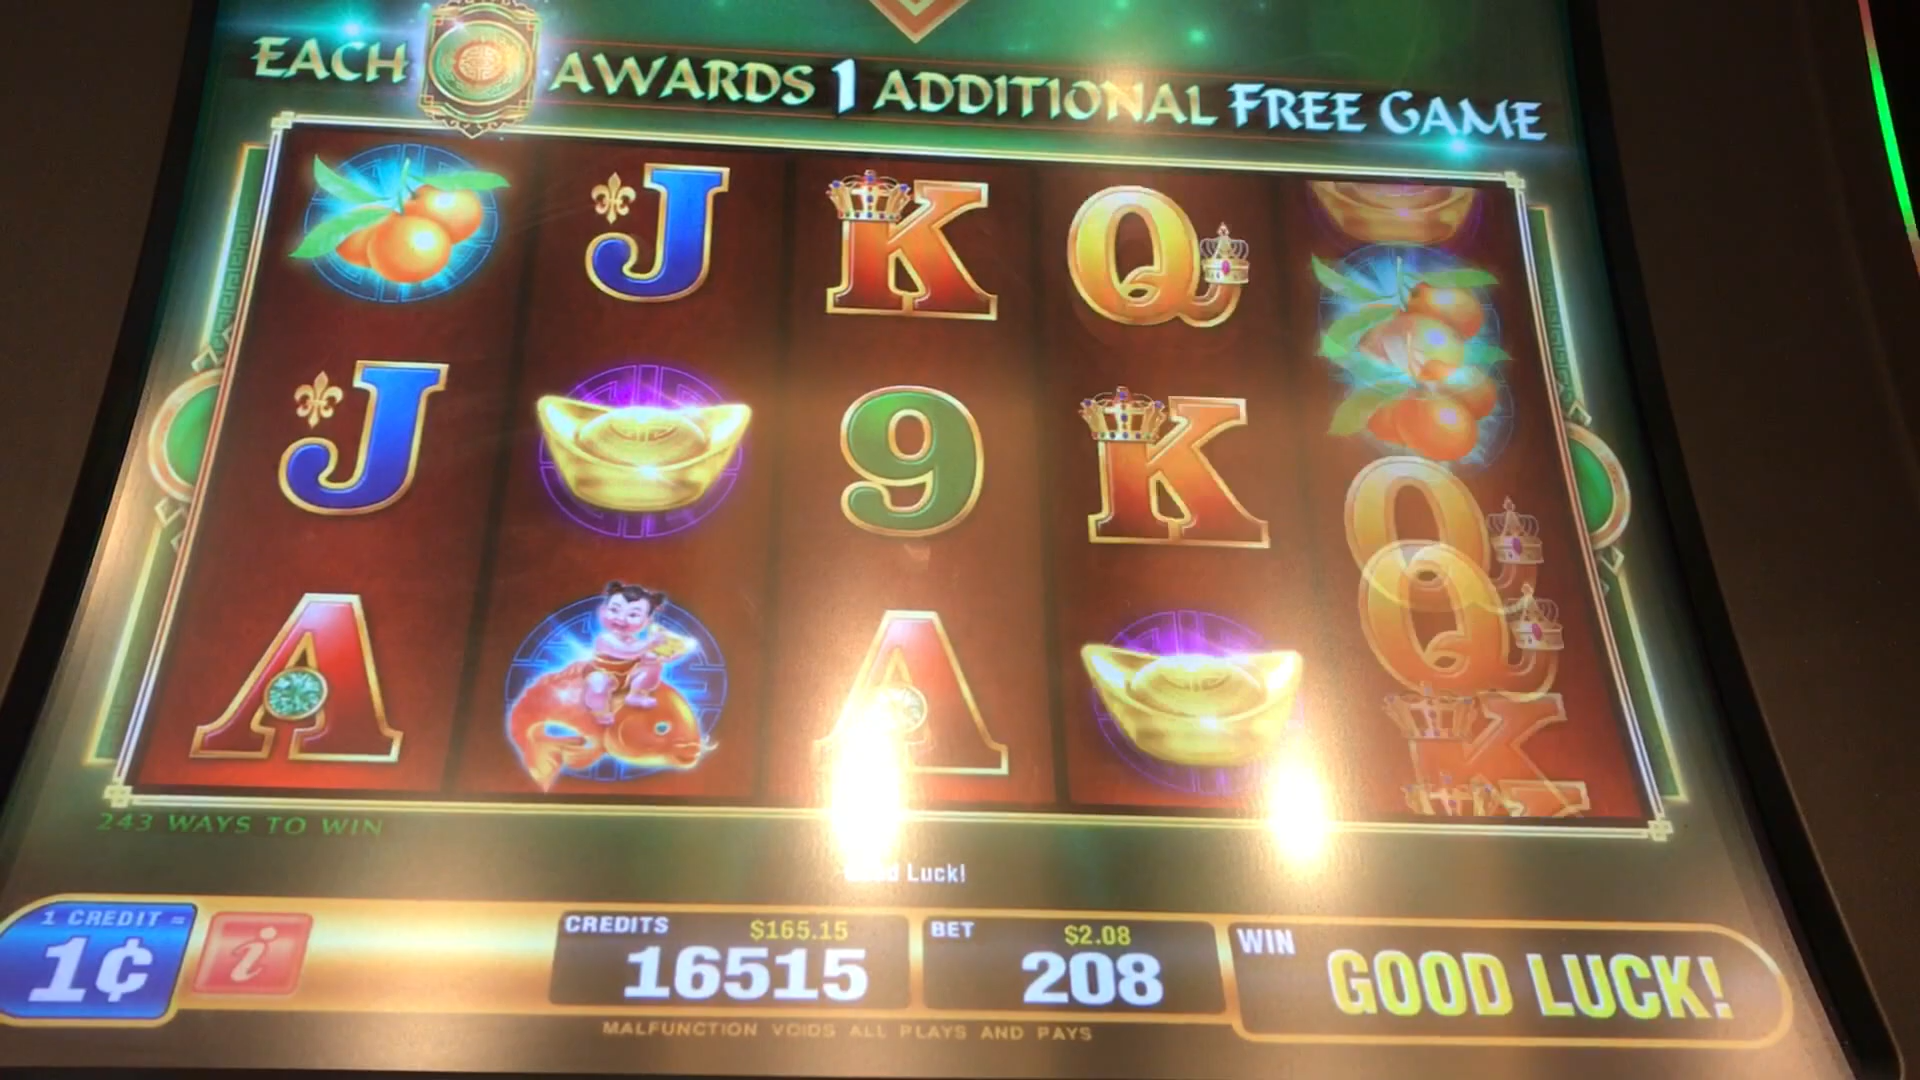 EACH AWARDS 1 ADDITIONAL FREE GAME
J K Q
J 9 K Q
Q
A A K
243 WAYS TO WIN
Good Luck!
1 CREDIT =
1¢
i
CREDITS $165.15
16515
BET $2.08
208
WIN GOOD LUCK!
MALFUNCTION VOIDS ALL PLAYS AND PAYS